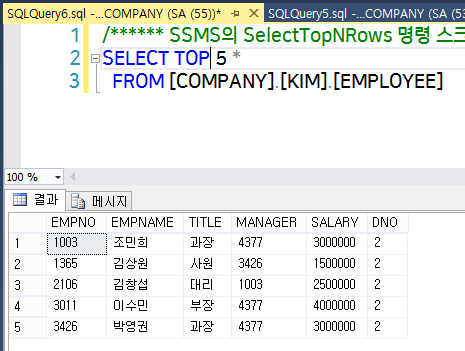 SQLQuery6.sql -...COMPANY (SA (55))* SQLQuery5.sql -...COMPANY (SA (5
1 /****** SSMS의 SelectTopNRows 명령
2 SELECT TOP 5 *
3 FROM [COMPANY].[KIM].[EMPLOYEE]
100 %
결과 메시지
EMPNO EMPNAME TITLE MANAGER SALARY DNO
1 1003 조민희 과장 4377 3000000 2
2 1365 김상원 사원 3426 1500000 2
3 2106 김창섭 대리 1003 2500000 2
4 3011 이수민 부장 4377 4000000 2
5 3426 박영권 과장 4377 3000000 2